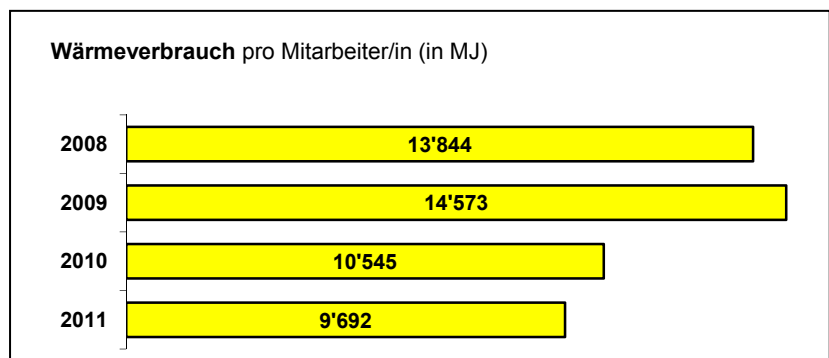 Wärmeverbrauch pro Mitarbeiter/in (in MJ)
2008 13'844
2009 14'573
2010 10'545
2011 9'692